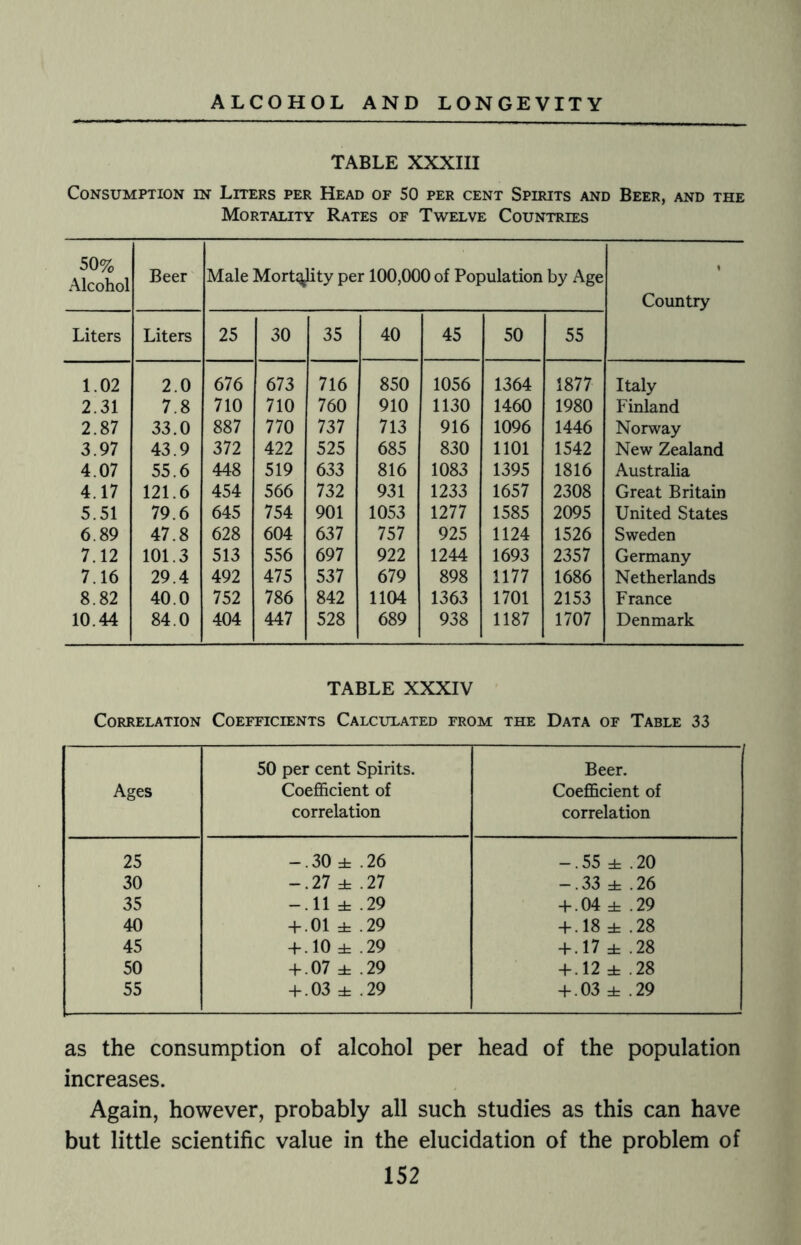 ALCOHOL AND LONGEVITY
TABLE XXXIII
Consumption in Liters per Head of 50 per cent Spirits and Beer, and the
Mortality Rates of Twelve Countries
50% Alcohol Beer Male Mortality per 100,000 of Population by Age Country
Liters Liters 25 30 35 40 45 50 55
1.02 2.0 676 673 716 850 1056 1364 1877 Italy
2.31 7.8 710 710 760 910 1130 1460 1980 Finland
2.87 33.0 887 770 737 713 916 1096 1446 Norway
3.97 43.9 372 422 525 685 830 1101 1542 New Zealand
4.07 55.6 448 519 633 816 1083 1395 1816 Australia
4.17 121.6 454 566 732 931 1233 1657 2308 Great Britain
5.51 79.6 645 754 901 1053 1277 1585 2095 United States
6.89 47.8 628 604 637 757 925 1124 1526 Sweden
7.12 101.3 513 556 697 922 1244 1693 2357 Germany
7.16 29.4 492 475 537 679 898 1177 1686 Netherlands
8.82 40.0 752 786 842 1104 1363 1701 2153 France
10.44 84.0 404 447 528 689 938 1187 1707 Denmark
TABLE XXXIV
Correlation Coefficients Calculated from the Data of Table 33
Ages 50 per cent Spirits. Coefficient of correlation Beer. Coefficient of correlation
25 -.30 ± .26 -.55 ± .20
30 -.27 ± .27 -.33 ± .26
35 -.11 ± .29 +.04 ± .29
40 +.01 ± .29 +.18 ± .28
45 +.10 ± .29 +.17 ± .28
50 +.07 ± .29 +.12 ± .28
55 +.03 ± .29 +.03 ± .29
as the consumption of alcohol per head of the population
increases.
Again, however, probably all such studies as this can have
but little scientific value in the elucidation of the problem of
152